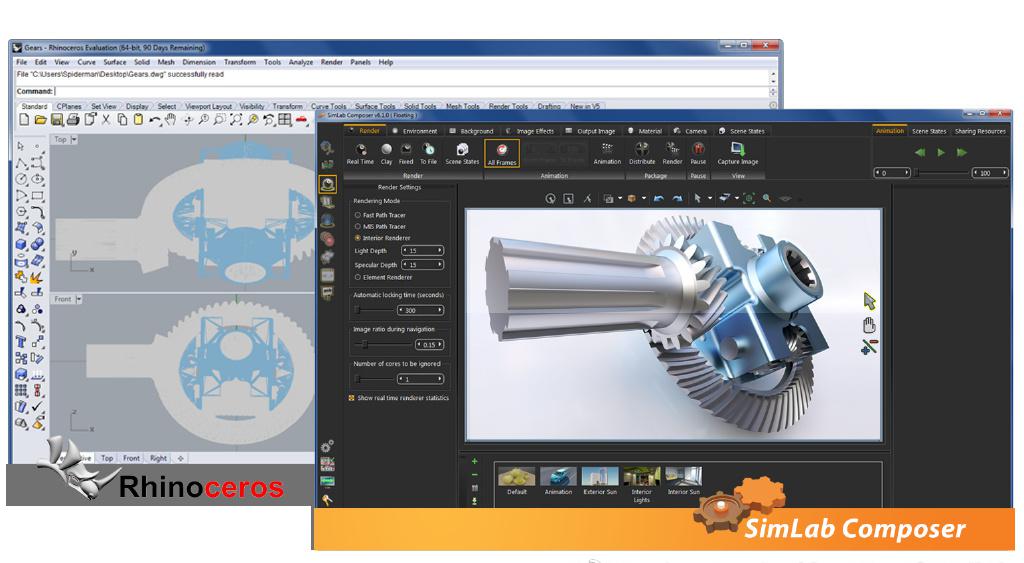 Gears - Rhinoceros Evaluation (64-bit, 90 Days Remaining)
File Edit View Curve Surface Solid Mesh Dimension Transform Tools Analyze Render Panels Help
File "C:\Users\Spiderman\Desktop\Gears.dwg" successfully read
Command:
Standard CPlanes Set View Display Select Viewport Layout Visibility Transform Curve Tools Surface Tools Solid Tools Mesh Tools Render Tools Drafting New in V5
Top
y
x
Front
z
x
Top Front Right
Rhinoceros
SimLab Composer v6.1.0 ( Floating )
Render Environment Background Image Effects Output Image Material Camera Scene States
Animation Scene States Sharing Resources
Real Time Clay Fixed To File Scene States All Frames Animation Distribute Render Pause Capture Image
Render Animation Package Pause View
0 100
Render Settings
Rendering Mode
Fast Path Tracer
MIS Path Tracer
Interior Renderer
Light Depth 15
Specular Depth 15
Element Renderer
Automatic locking time (seconds)
300
Image ratio during navigation
0.15
Number of cores to be ignored
1
Show real time renderer statistics
Default Animation Exterior Sun Interior Lights Interior Sun
SimLab Composer